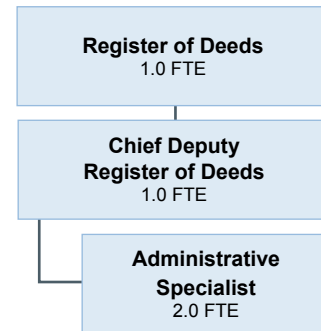 Register of Deeds
1.0 FTE
Chief Deputy
Register of Deeds
1.0 FTE
Administrative
Specialist
2.0 FTE